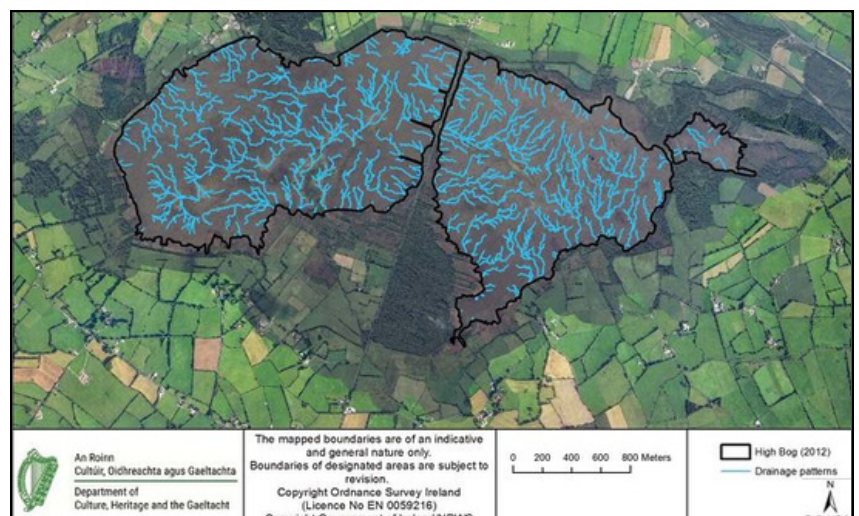 An Roinn
Cultúir, Oidhreachta agus Gaeltachta
Department of
Culture, Heritage and the Gaeltacht
The mapped boundaries are of an indicative
and general nature only.
Boundaries of designated areas are subject to
revision.
Copyright Ordnance Survey Ireland
(Licence No EN 0059216)
0 200 400 600 800 Meters
High Bog (2012)
Drainage patterns
N